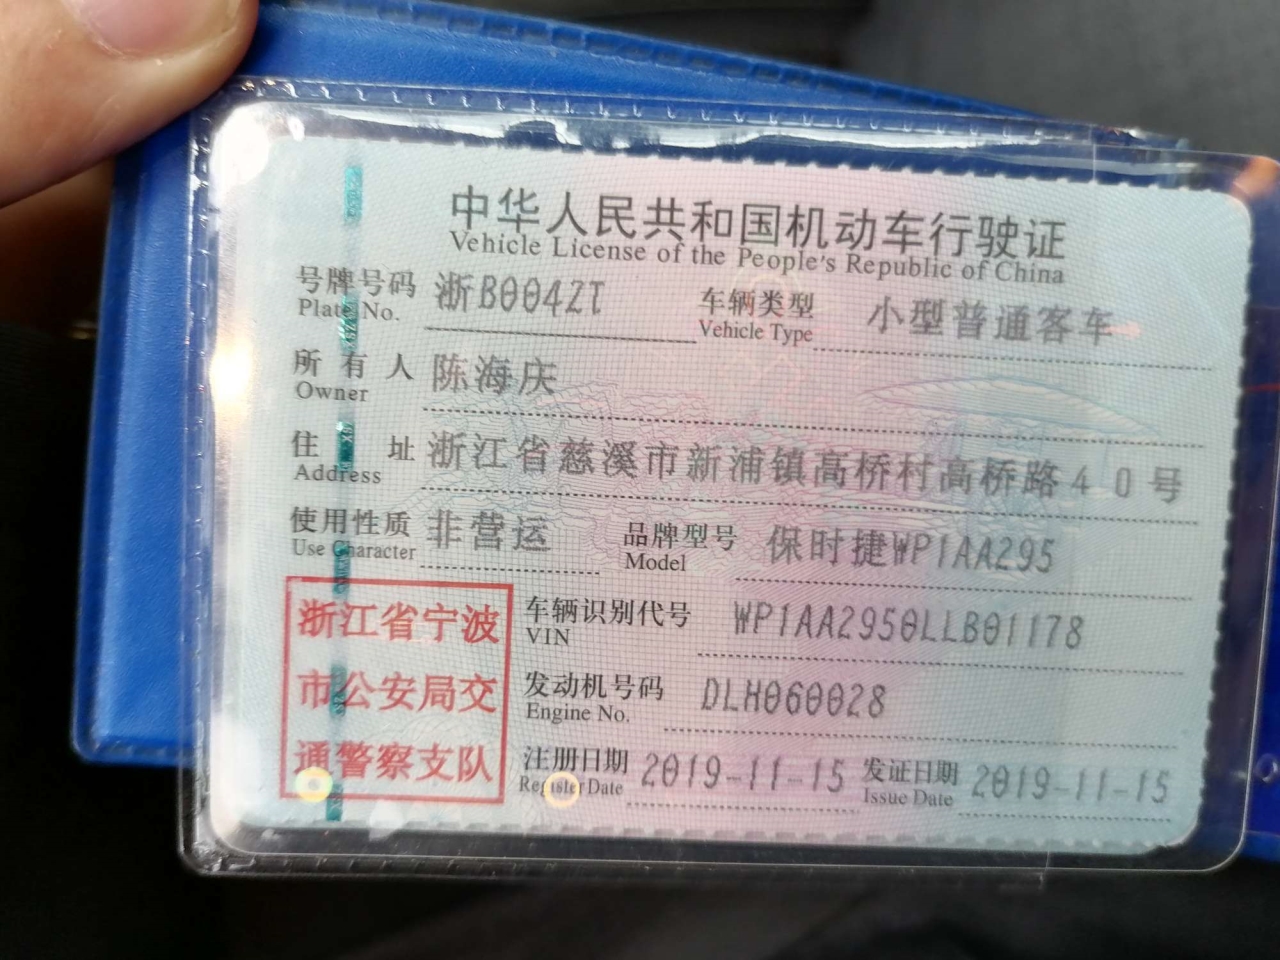 中华人民共和国机动车行驶证
Vehicle License of the People's Republic of China
号牌号码 浙B0042T 车辆类型 小型普通客车
Plate No. Vehicle Type
所有人 陈海庆
Owner
住址 浙江省慈溪市新浦镇高桥村高桥路40号
Address
使用性质 非营运 品牌型号 保时捷WP1AA295
Use Character Model
浙江省宁波
市公安局交
通警察支队
车辆识别代号 WP1AA2950LLB01178
VIN
发动机号码 DLH060028
Engine No.
注册日期 2019-11-15 发证日期 2019-11-15
Register Date Issue Date